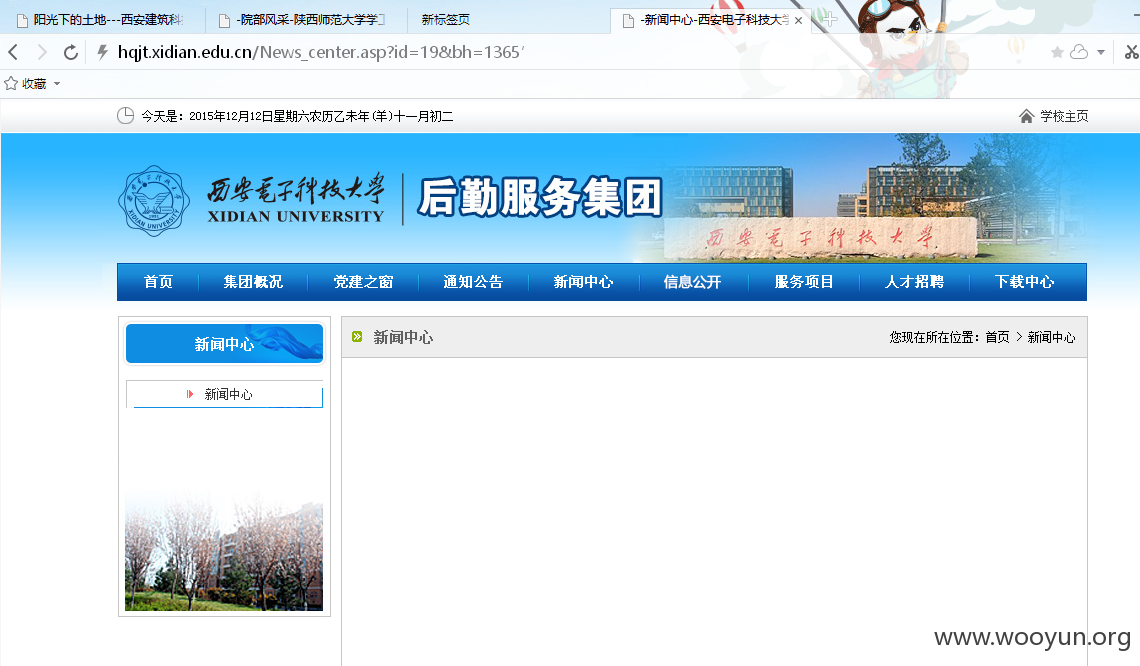 阳光下的土地---西安建筑科
-院部风采-陕西师范大学学
新标签页
-新闻中心-西安电子科技大学
hqjt.xidian.edu.cn/News_center.asp?id=19&bh=1365'
收藏
今天是：2015年12月12日星期六农历乙未年(羊)十一月初二
学校主页
西安电子科技大学
XIDIAN UNIVERSITY
后勤服务集团
西安电子科技大学
首页 集团概况 党建之窗 通知公告 新闻中心 信息公开 服务项目 人才招聘 下载中心
新闻中心
新闻中心
新闻中心
您现在所在位置：首页 > 新闻中心
www.wooyun.org